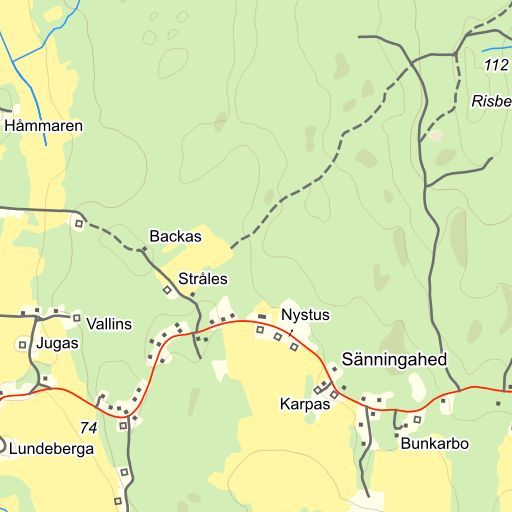 112
Risbe
Håmmaren
Backas
Stråles
Nystus
Vallins
Jugas
Sänningahed
Karpas
74
Bunkarbo
Lundeberga